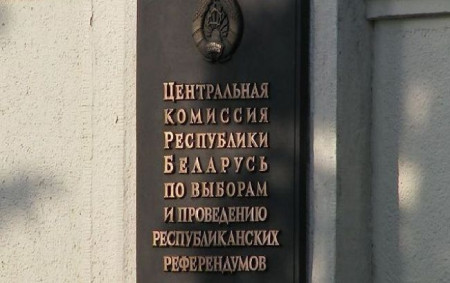 Центральная
комиссия
Республики
Беларусь
по выборам
и проведению
республиканских
референдумов